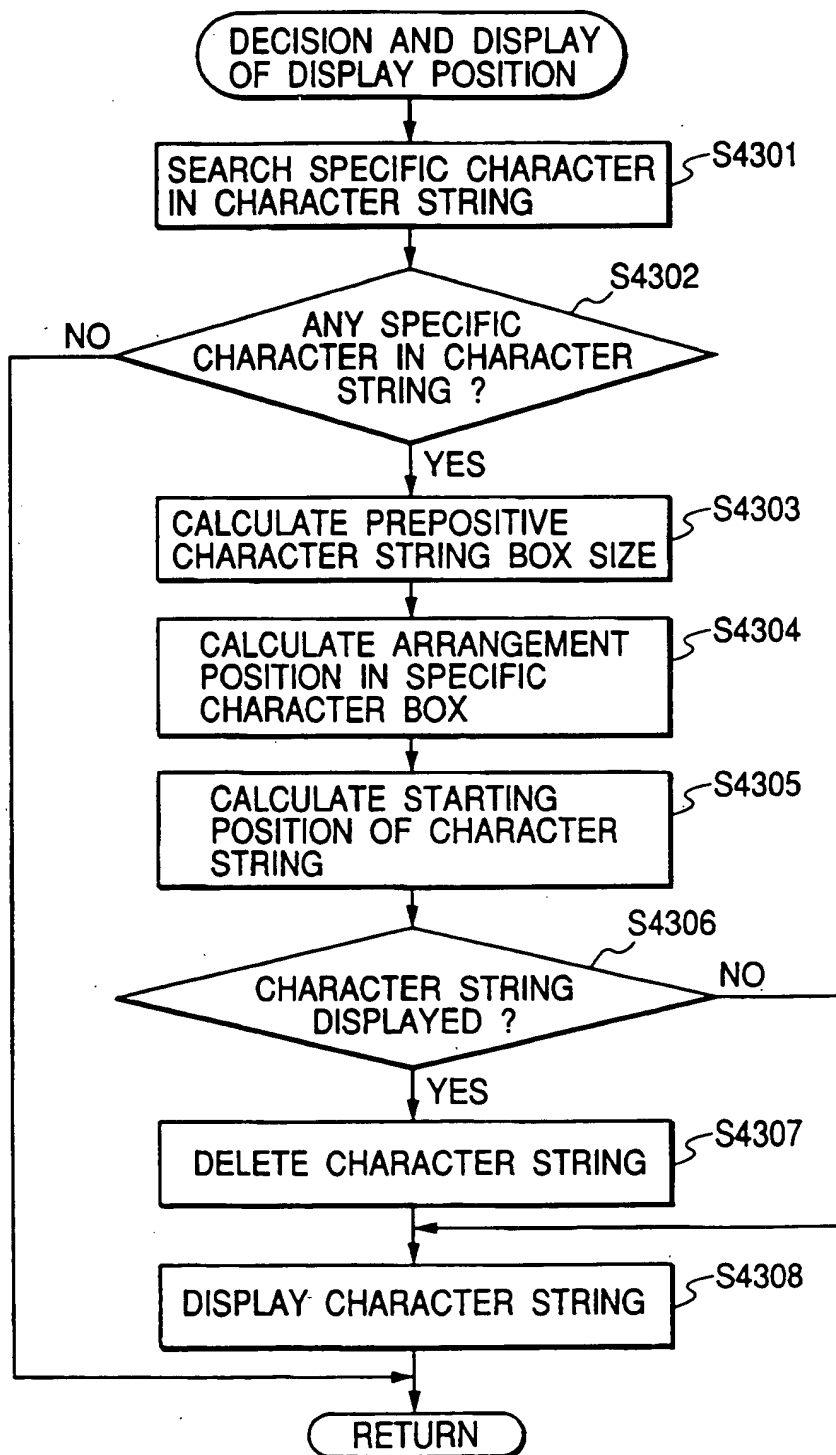 DECISION AND DISPLAY
OF DISPLAY POSITION
SEARCH SPECIFIC CHARACTER
IN CHARACTER STRING
S4301
S4302
NO
ANY SPECIFIC
CHARACTER IN CHARACTER
STRING ?
YES
CALCULATE PREPOSITIVE
CHARACTER STRING BOX SIZE
S4303
CALCULATE ARRANGEMENT
POSITION IN SPECIFIC
CHARACTER BOX
S4304
CALCULATE STARTING
POSITION OF CHARACTER
STRING
S4305
S4306
NO
CHARACTER STRING
DISPLAYED ?
YES
DELETE CHARACTER STRING
S4307
DISPLAY CHARACTER STRING
S4308
RETURN